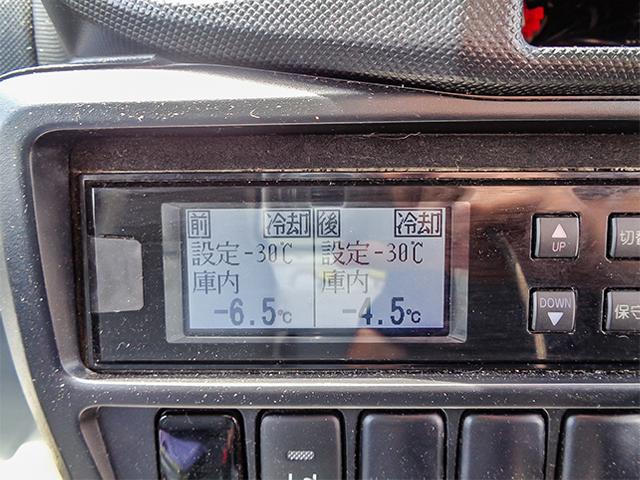 前 冷却 後 冷却
設定-30℃ 設定-30℃
庫内 庫内
-6.5℃ -4.5℃
UP
DOWN